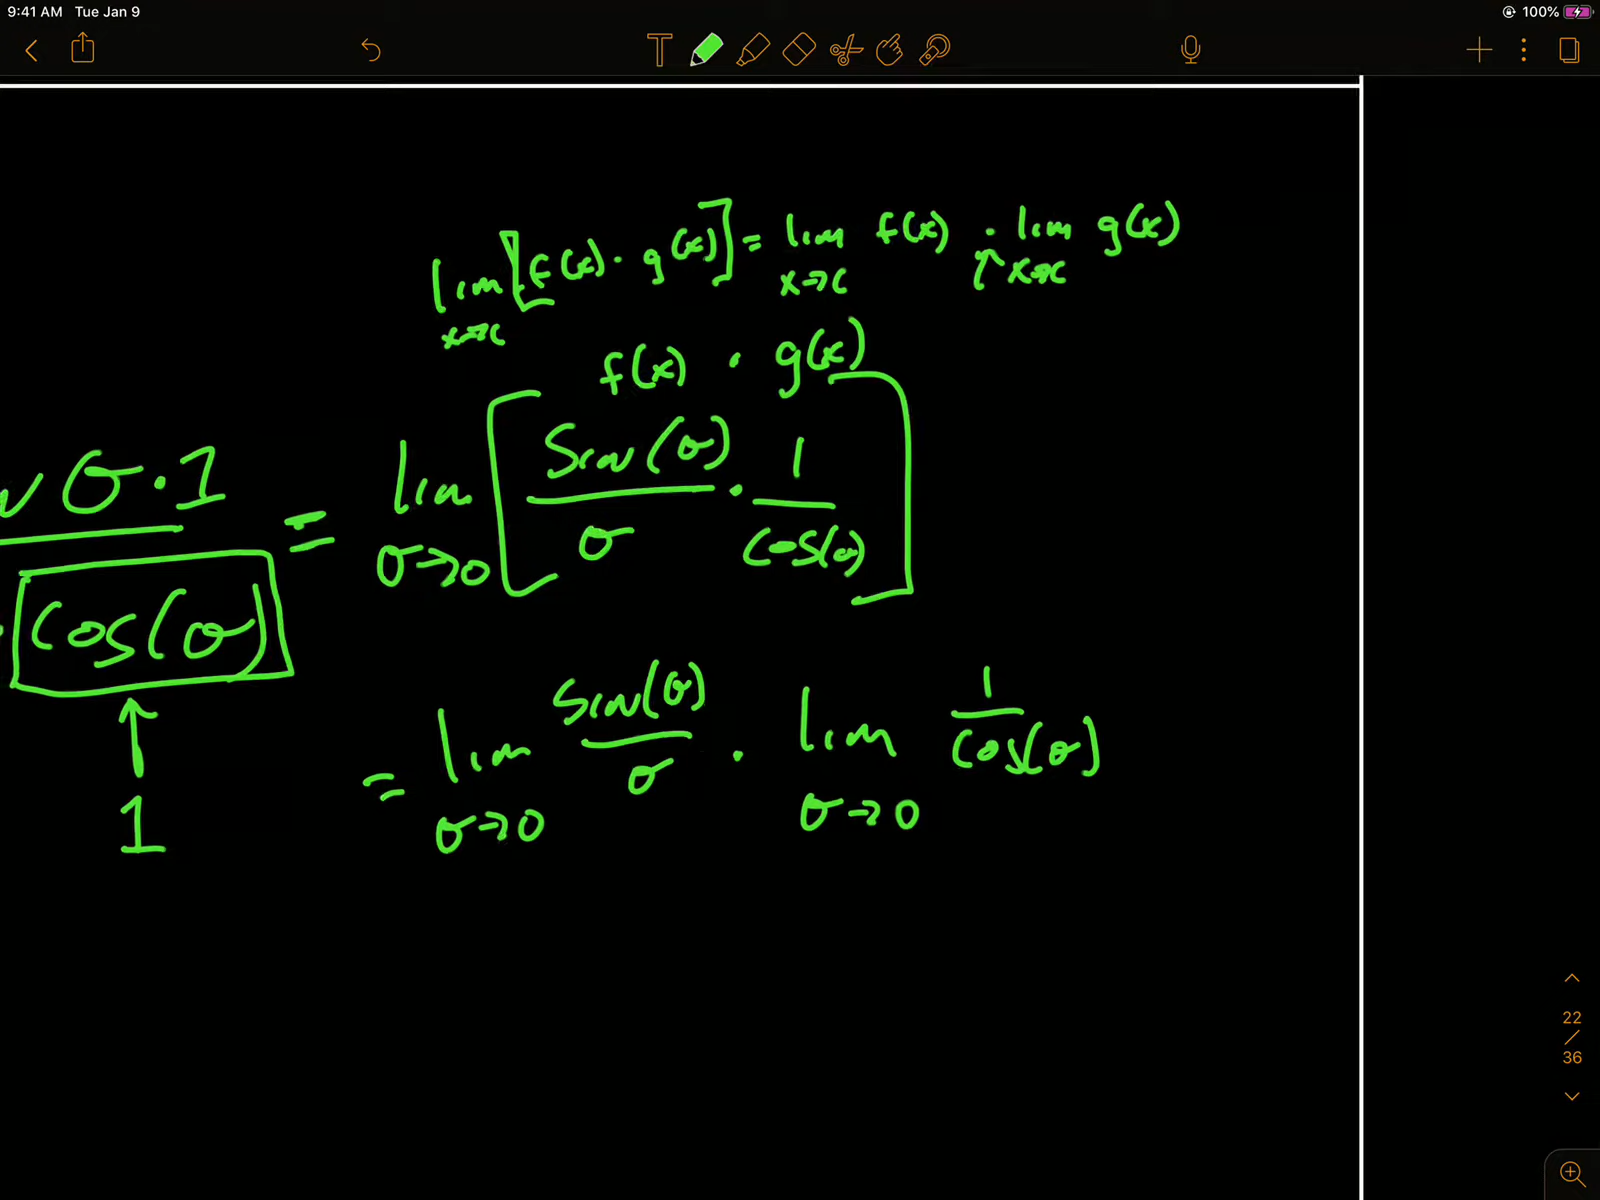 9:41 AM Tue Jan 9
100%
lim [f(x) · g(x)] = lim f(x) · lim g(x)
x→c x→c x→c
f(x) · g(x)
σ · 1 = lim [ sin(σ)/σ · 1/cos(σ) ]
σ→0
cos(σ)
= lim sin(σ)/σ · lim 1/cos(σ)
σ→0 σ→0
1
22
/
36